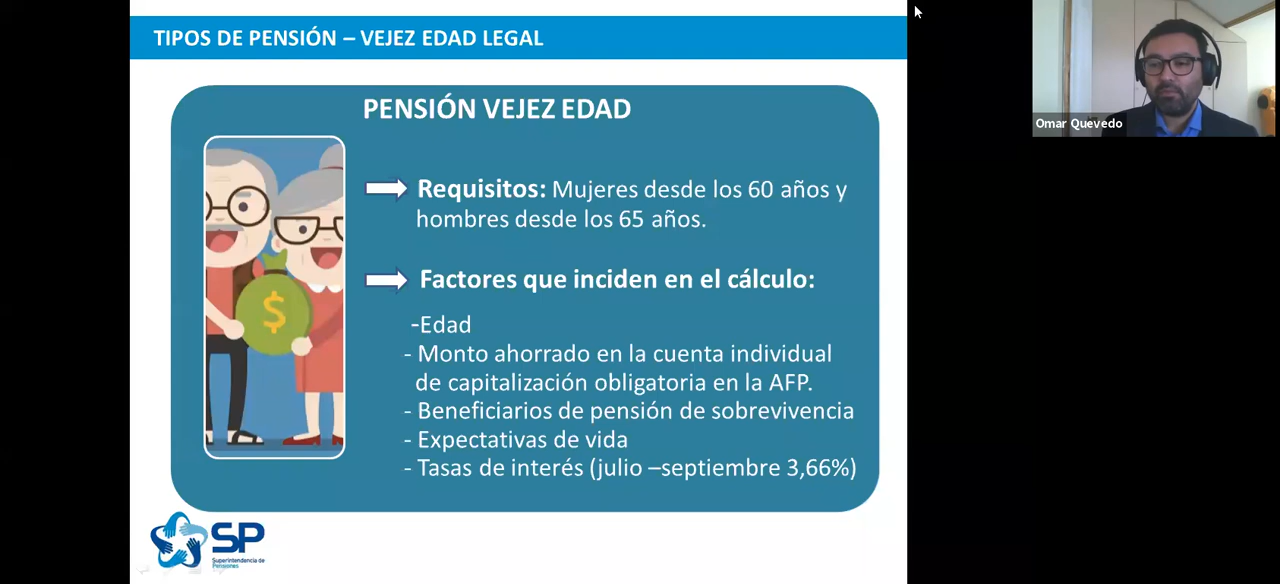 TIPOS DE PENSIÓN – VEJEZ EDAD LEGAL
PENSIÓN VEJEZ EDAD
Requisitos: Mujeres desde los 60 años y
hombres desde los 65 años.
Factores que inciden en el cálculo:
-Edad
- Monto ahorrado en la cuenta individual
de capitalización obligatoria en la AFP.
- Beneficiarios de pensión de sobrevivencia
- Expectativas de vida
- Tasas de interés (julio –septiembre 3,66%)
$
SP
Superintendencia de
Pensiones
Omar Quevedo